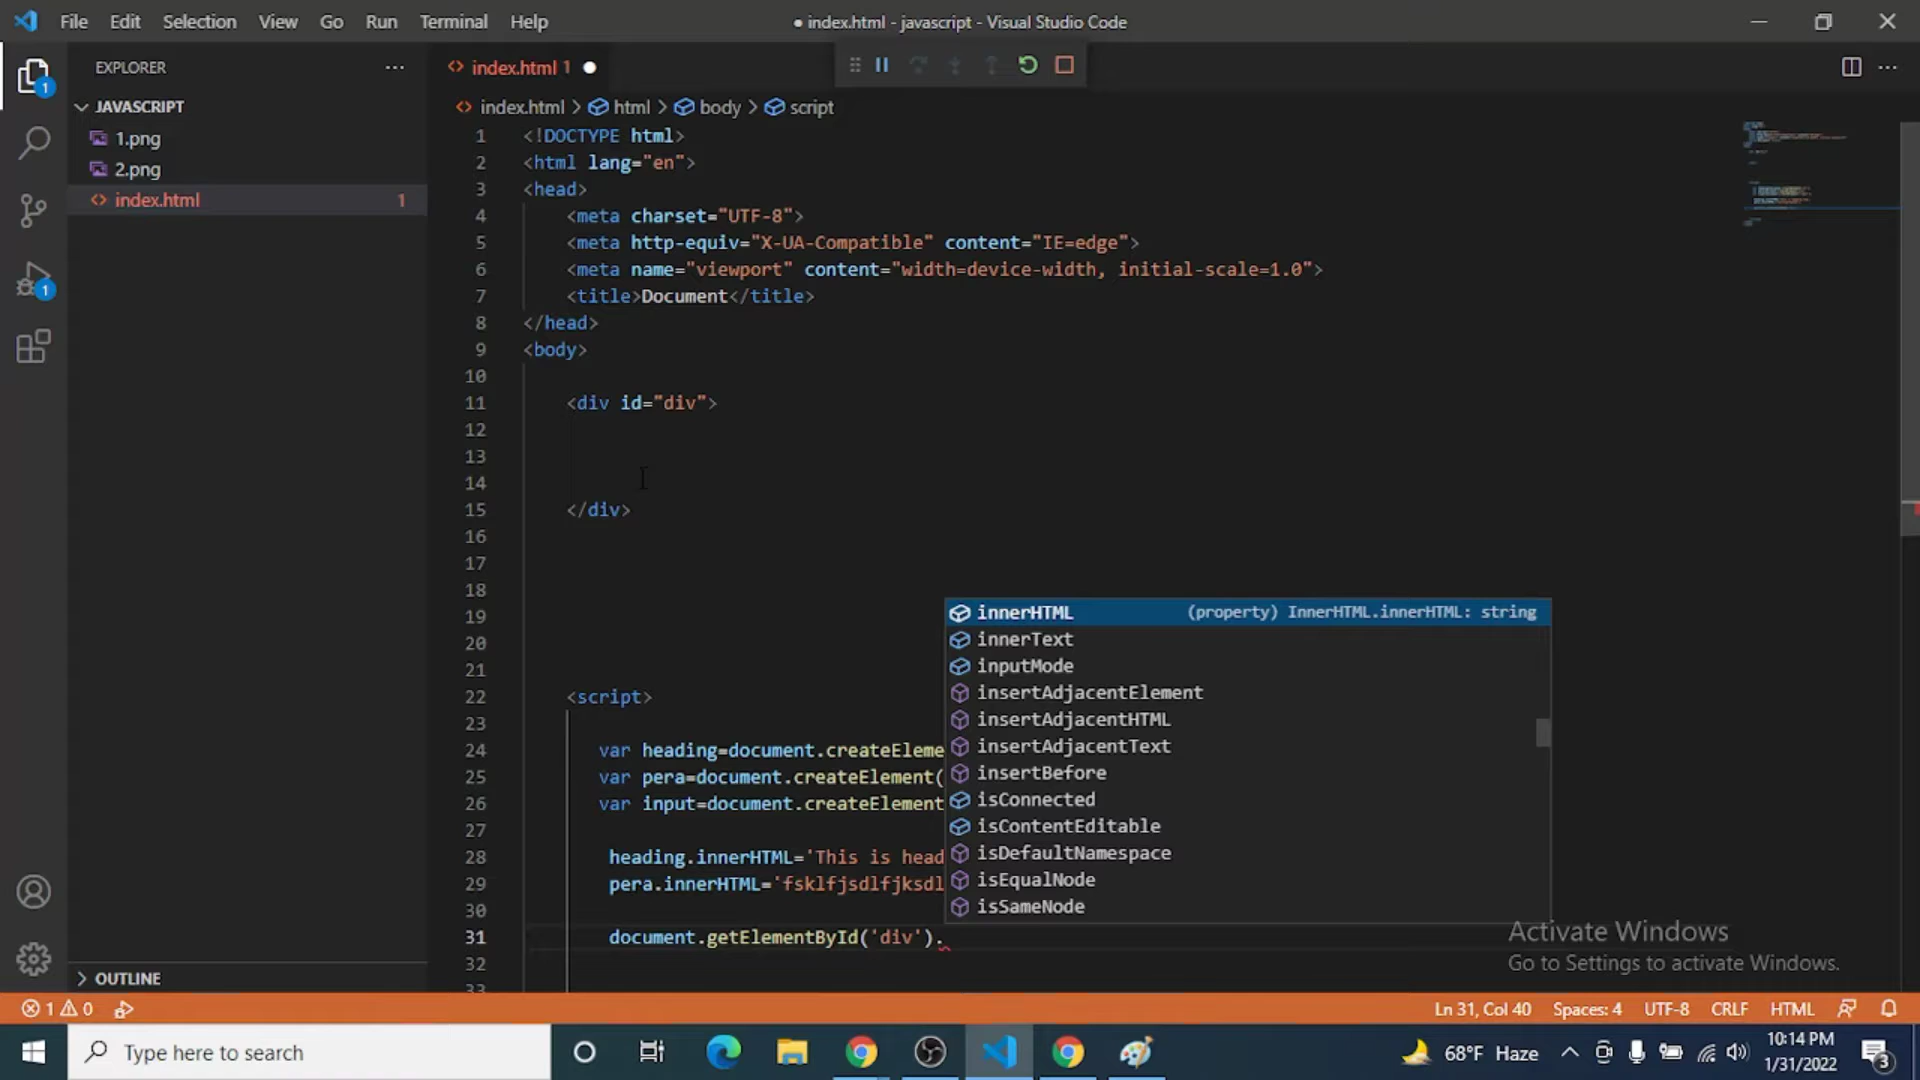 File Edit Selection View Go Run Terminal Help
● index.html - javascript - Visual Studio Code
EXPLORER
index.html 1
JAVASCRIPT
index.html > html > body > script
1.png
2.png
index.html 1
1 <!DOCTYPE html>
2 <html lang="en">
3 <head>
4 <meta charset="UTF-8">
5 <meta http-equiv="X-UA-Compatible" content="IE=edge">
6 <meta name="viewport" content="width=device-width, initial-scale=1.0">
7 <title>Document</title>
8 </head>
9 <body>
10
11 <div id="div">
12
13
14
15 </div>
16
17
18
19
20
21
22 <script>
23
24 var heading=document.createEleme
25 var pera=document.createElement(
26 var input=document.createElement
27
28 heading.innerHTML='This is head
29 pera.innerHTML='fsklfjsdlfjksdl
30
31 document.getElementById('div').
32
33
innerHTML (property) InnerHTML.innerHTML: string
innerText
inputMode
insertAdjacentElement
insertAdjacentHTML
insertAdjacentText
insertBefore
isConnected
isContentEditable
isDefaultNamespace
isEqualNode
isSameNode
Activate Windows
Go to Settings to activate Windows.
1
1
OUTLINE
1 0
Ln 31, Col 40 Spaces: 4 UTF-8 CRLF HTML
Type here to search
68°F Haze
10:14 PM
1/31/2022
3